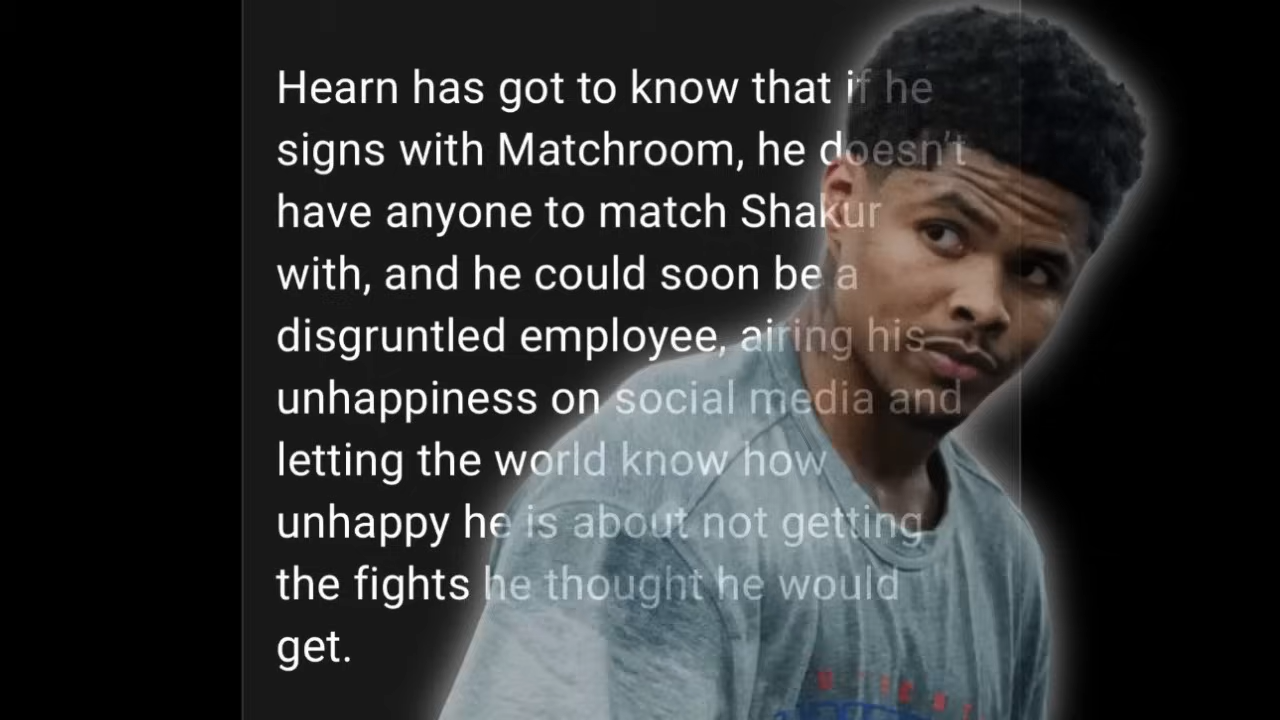 Hearn has got to know that if he
signs with Matchroom, he doesn't
have anyone to match Shakur
with, and he could soon be a
disgruntled employee, airing his
unhappiness on social media and
letting the world know how
unhappy he is about not getting
the fights he thought he would
get.